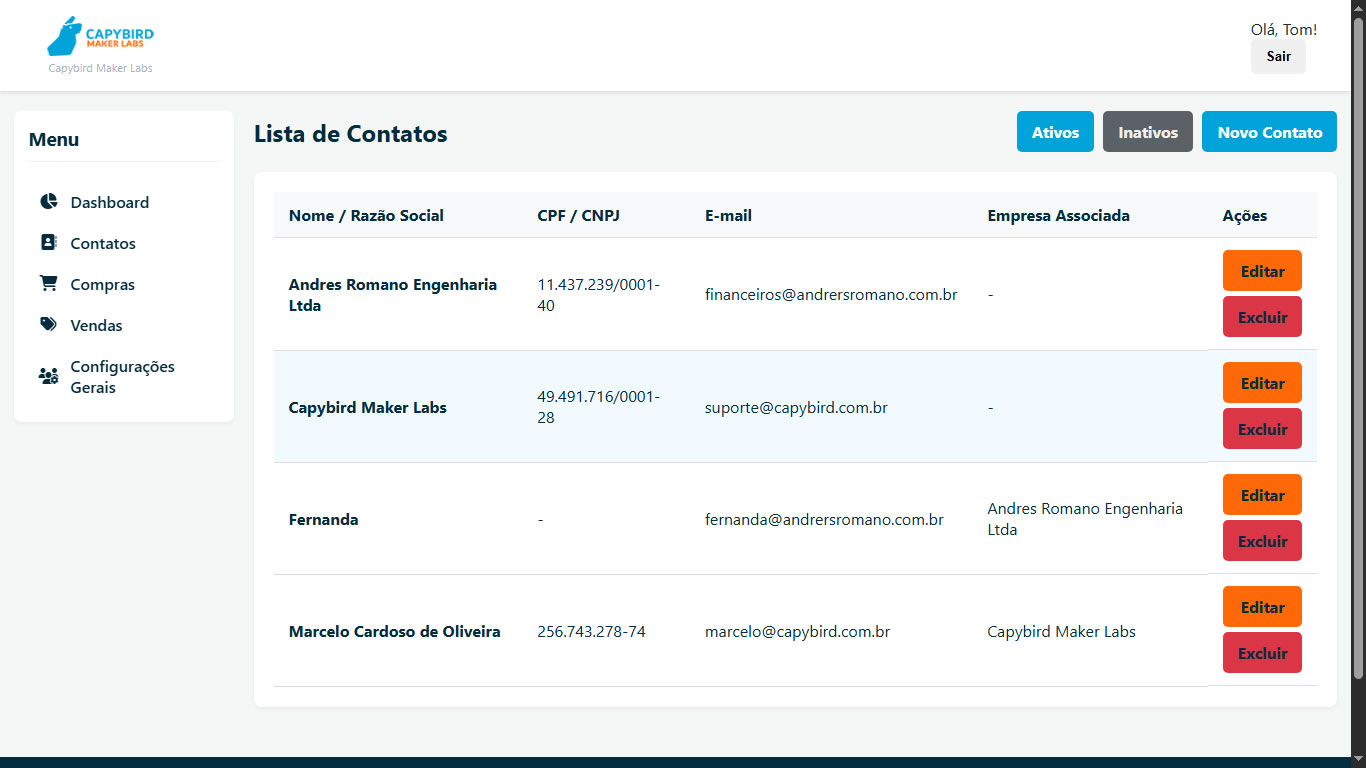 CAPYBIRD
MAKER LABS
Capybird Maker Labs
Olá, Tom!
Sair
Menu
Dashboard
Contatos
Compras
Vendas
Configurações
Gerais
Lista de Contatos
Ativos
Inativos
Novo Contato
Nome / Razão Social
CPF / CNPJ
E-mail
Empresa Associada
Ações
Andres Romano Engenharia
Ltda
11.437.239/0001-
40
financeiros@andrersromano.com.br
-
Editar
Excluir
Capybird Maker Labs
49.491.716/0001-
28
suporte@capybird.com.br
-
Editar
Excluir
Fernanda
-
fernanda@andrersromano.com.br
Andres Romano Engenharia
Ltda
Editar
Excluir
Marcelo Cardoso de Oliveira
256.743.278-74
marcelo@capybird.com.br
Capybird Maker Labs
Editar
Excluir